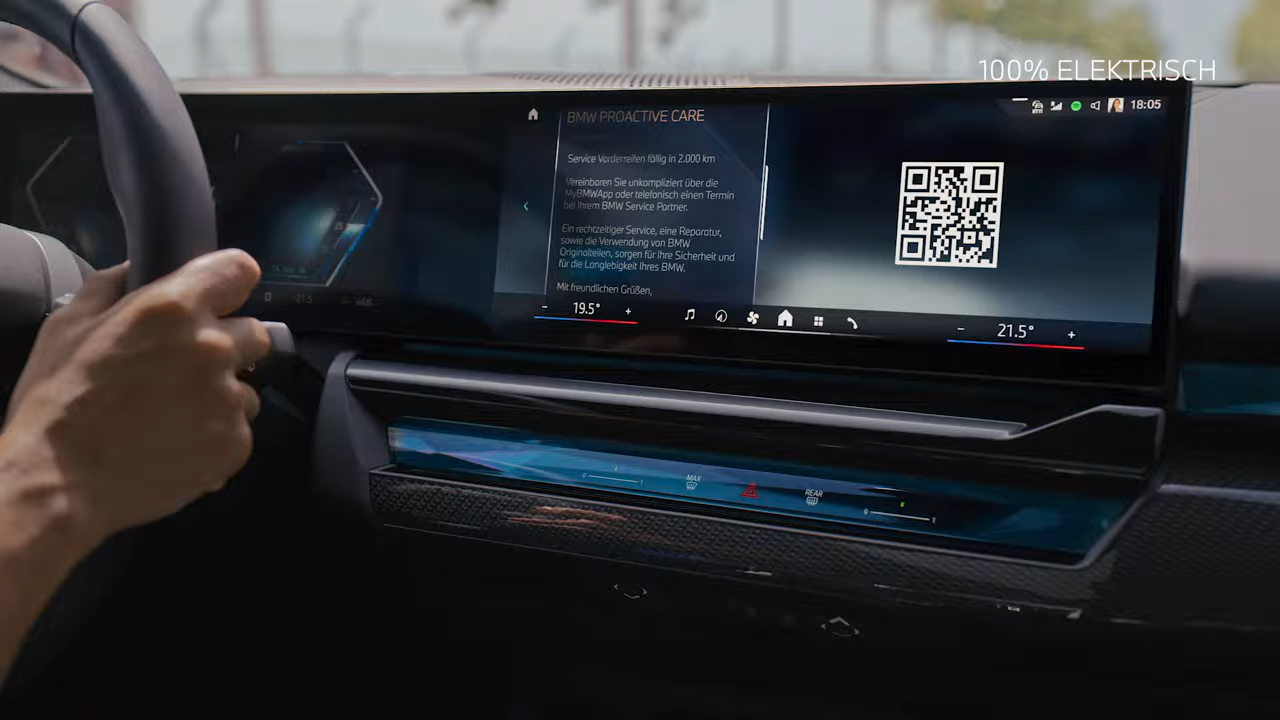 100% ELEKTRISCH
18:05
BMW PROACTIVE CARE
Service Vorderreifen fällig in 2.000 km
Vereinbaren Sie unkompliziert über die
MyBMWApp oder telefonisch einen Termin
bei Ihrem BMW Service Partner.
Ein rechtzeitiger Service, eine Reparatur,
sowie die Verwendung von BMW
Originalteilen, sorgen für Ihre Sicherheit und
für die Langlebigkeit Ihres BMW.
Mit freundlichen Grüßen,
- 19.5° +
- 21.5° +
D
MAX
REAR